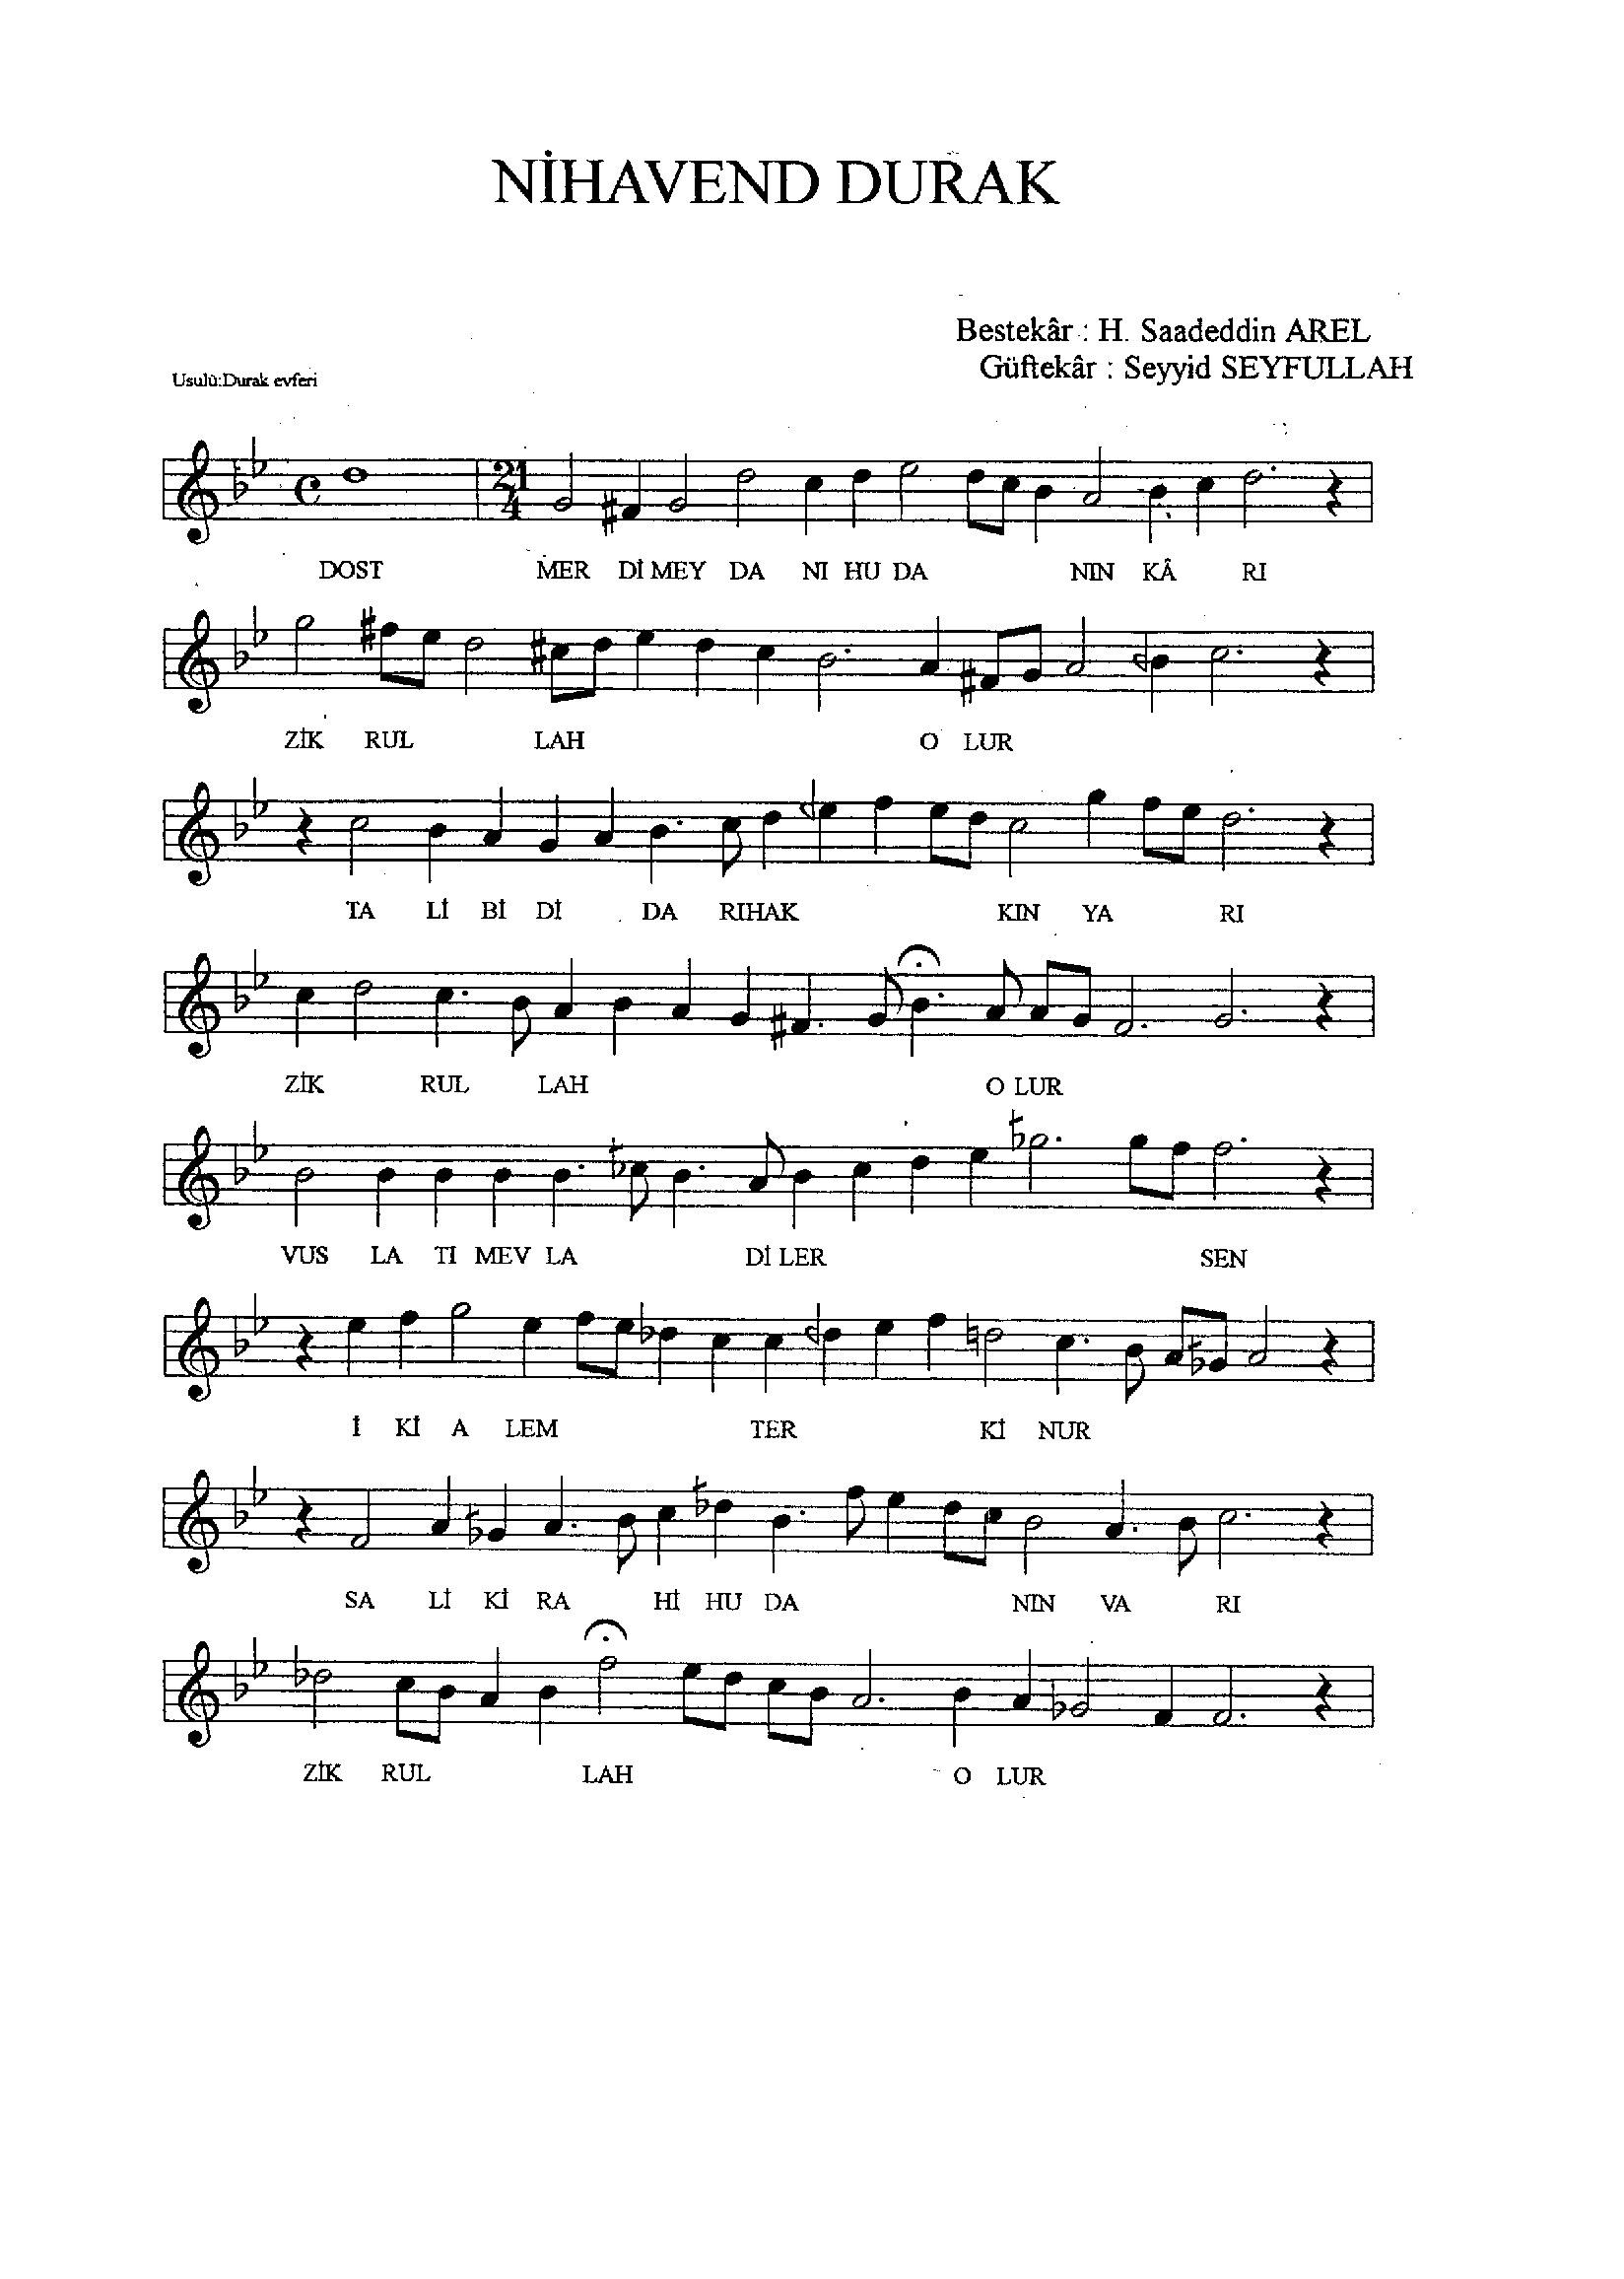 NİHAVEND DURAK
Bestekâr : H. Saadeddin AREL
Güftekâr : Seyyid SEYFULLAH
Usulü:Durak evferi
21
4
DOST MER Dİ MEY DA NI HU DA NIN KÂ RI
ZİK RUL LAH O LUR
TA Lİ Bİ Dİ DA RIHAK KIN YA RI
ZİK RUL LAH O LUR
VUS LA TI MEV LA Dİ LER SEN
İ Kİ A LEM TER Kİ NUR
SA Lİ Kİ RA Hİ HU DA NIN VA RI
ZİK RUL LAH O LUR